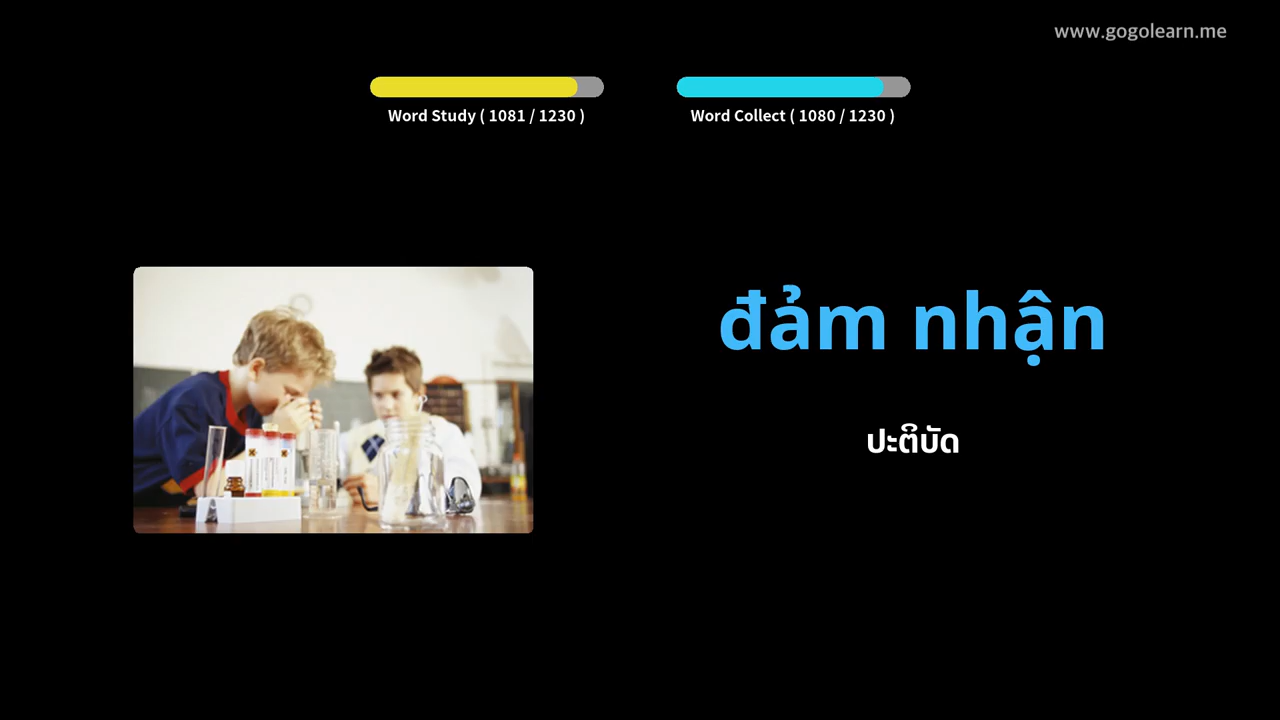 www.gogolearn.me
Word Study ( 1081 / 1230 )
Word Collect ( 1080 / 1230 )
đảm nhận
ປະຕິບັດ